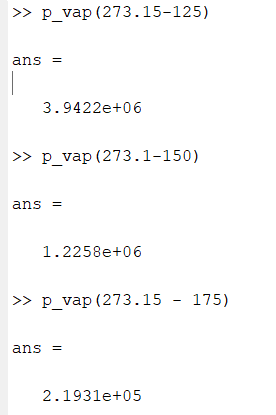 >> p_vap(273.15-125)
ans =
3.9422e+06
>> p_vap(273.1-150)
ans =
1.2258e+06
>> p_vap(273.15 - 175)
ans =
2.1931e+05